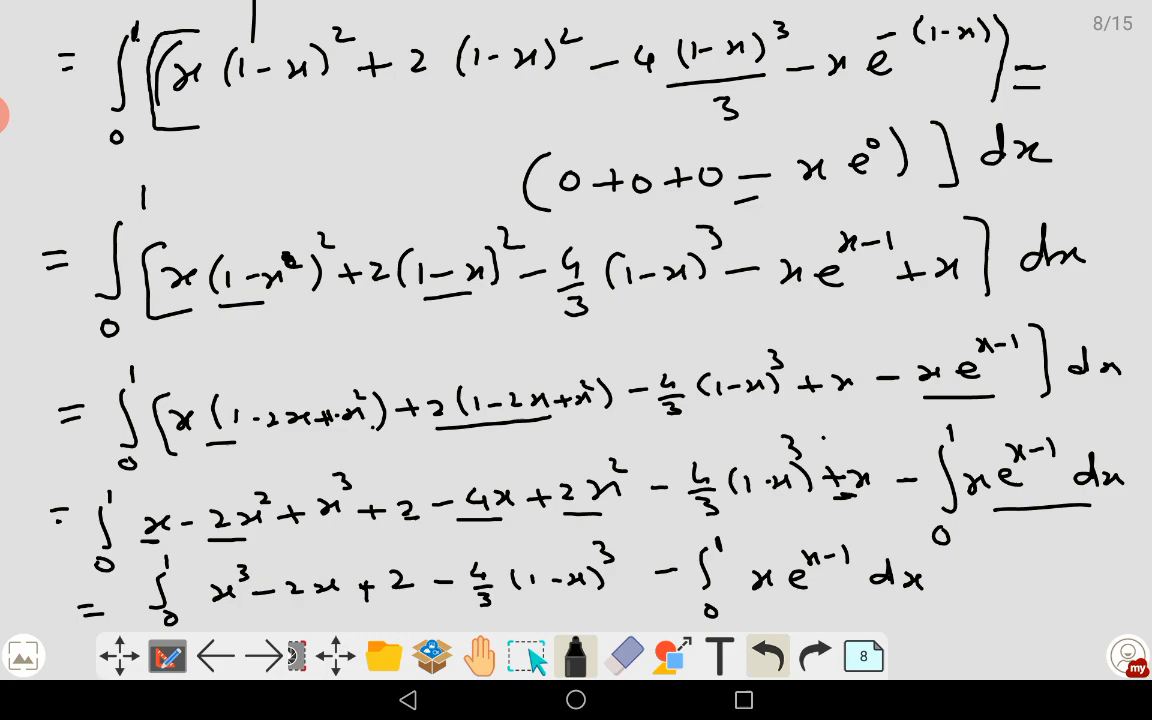 8/15
= ∫₀¹ [(x (1-x)² + 2 (1-x)² - 4 (1-x)³/3 - x e^-(1-x)) =
(0+0+0 - x e⁰)] dx
= ∫₀¹ [x (1-x)² + 2(1-x)² - 4/3 (1-x)³ - x e^x-1 + x] dx
= ∫₀¹ [x (1-2x+x²) + 2(1-2x+x²) - 4/3 (1-x)³ + x - x e^x-1] dx
= ∫₀¹ x - 2x² + x³ + 2 - 4x + 2x² - 4/3 (1-x)³ + x - ∫₀¹ x e^x-1 dx
= ∫₀¹ x³ - 2x + 2 - 4/3 (1-x)³ - ∫₀¹ x e^x-1 dx
T 8 my